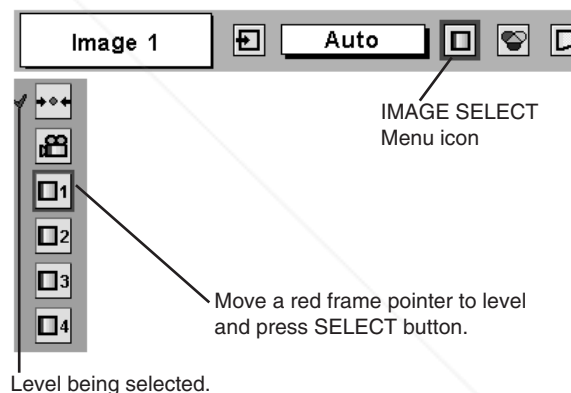 Image 1
Auto
IMAGE SELECT
Menu icon
1
2
3
4
Move a red frame pointer to level
and press SELECT button.
Level being selected.